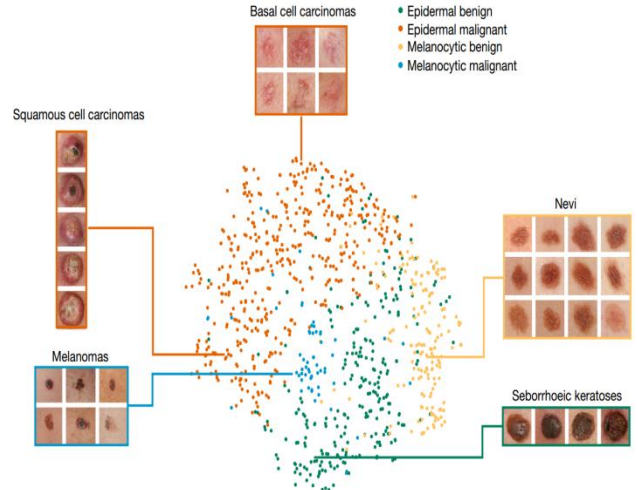 Basal cell carcinomas
Epidermal benign
Epidermal malignant
Melanocytic benign
Melanocytic malignant
Squamous cell carcinomas
Nevi
Melanomas
Seborrhoeic keratoses